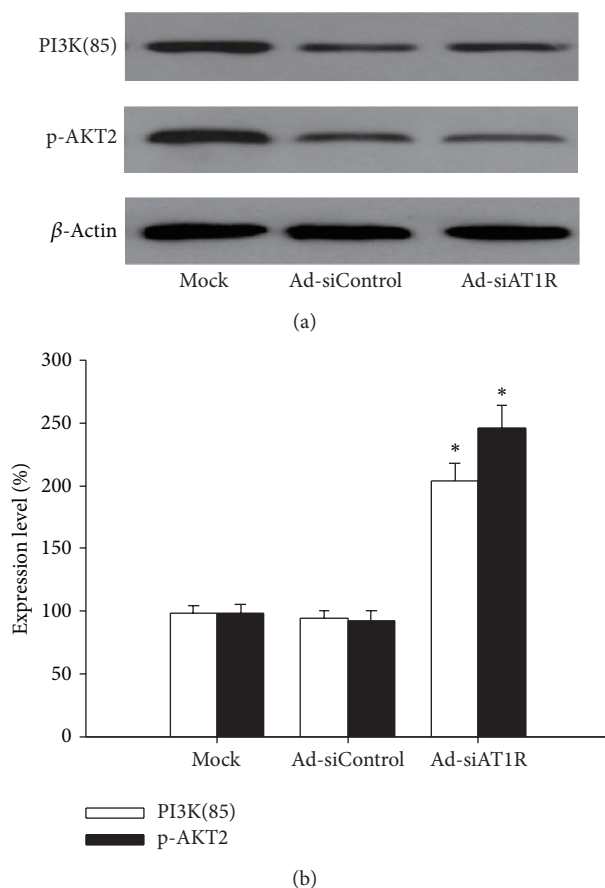 PI3K(85)
p-AKT2
β-Actin
Mock Ad-siControl Ad-siAT1R
(a)
300
250
200
150
100
50
0
Expression level (%)
* *
Mock Ad-siControl Ad-siAT1R
PI3K(85)
p-AKT2
(b)